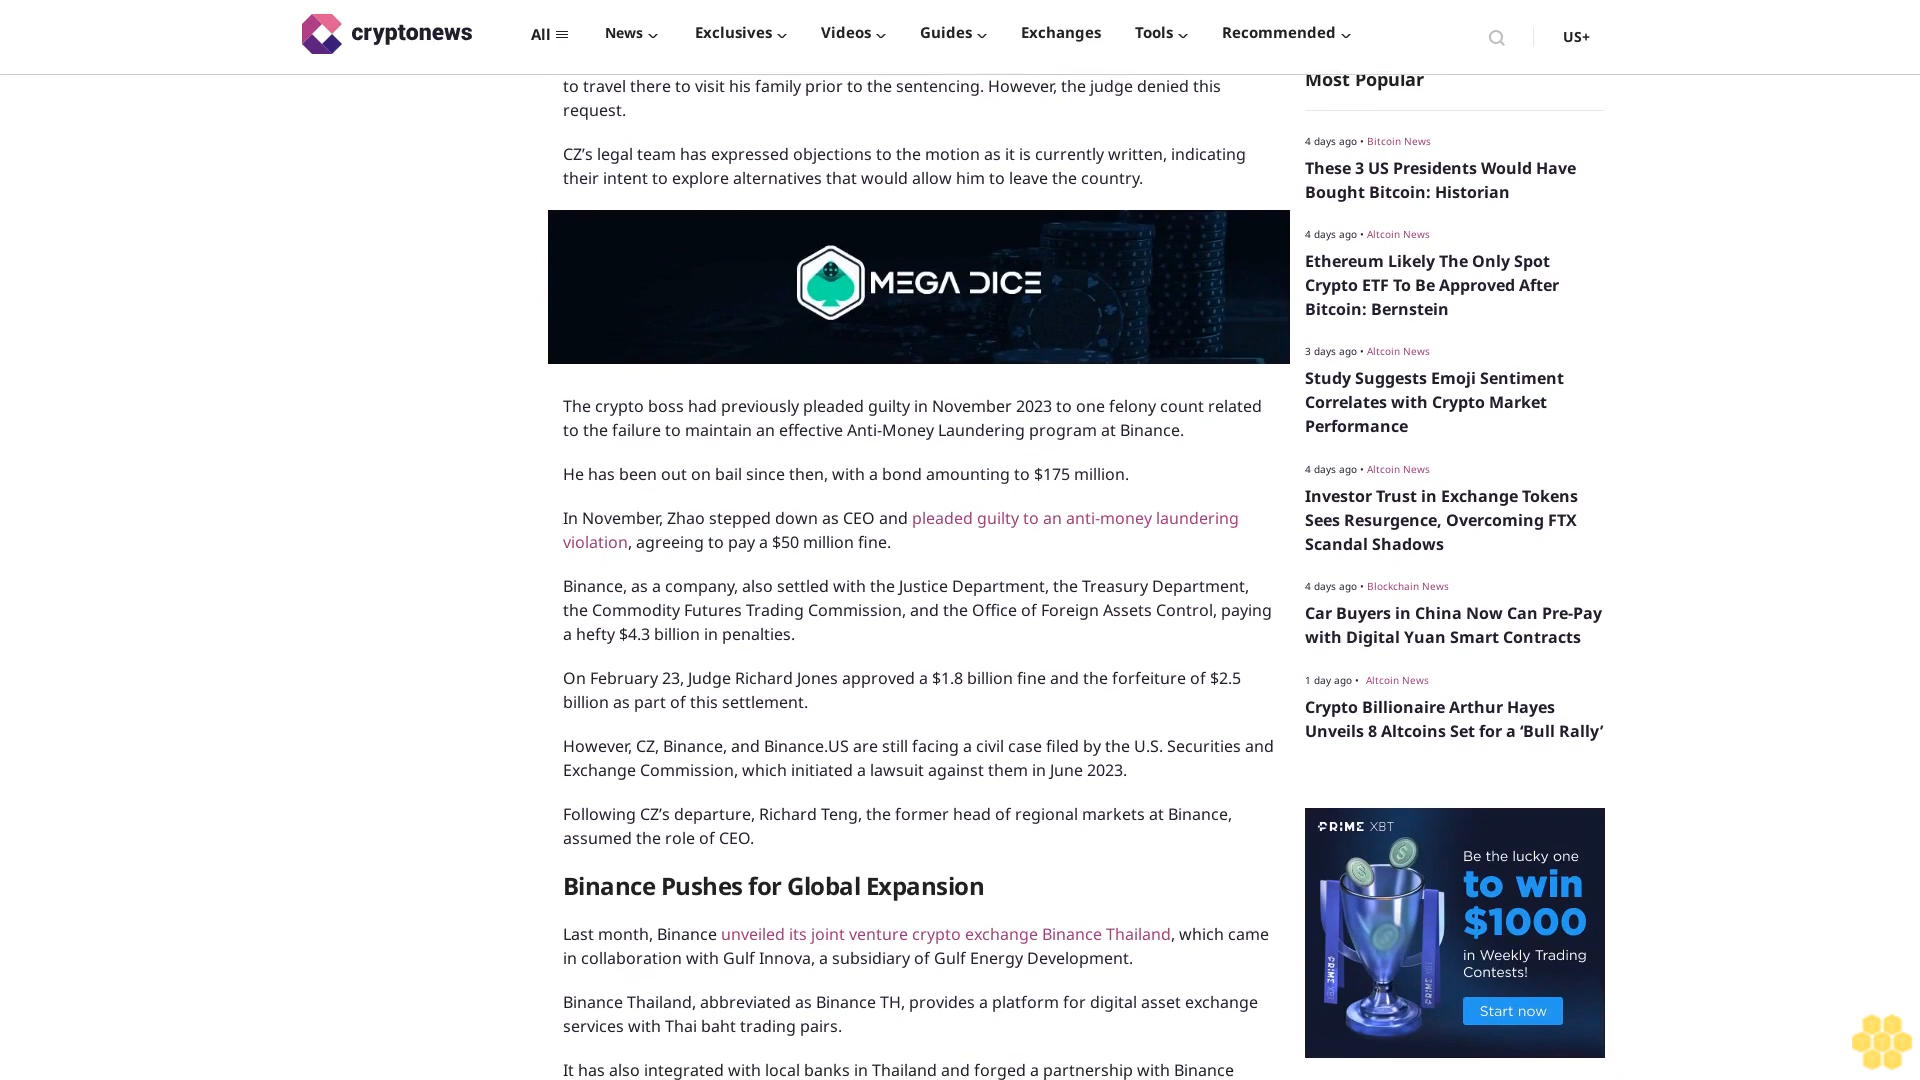 cryptonews
All
News
Exclusives
Videos
Guides
Exchanges
Tools
Recommended
US+
to travel there to visit his family prior to the sentencing. However, the judge denied this
request.
CZ’s legal team has expressed objections to the motion as it is currently written, indicating
their intent to explore alternatives that would allow him to leave the country.
MEGA DICE
The crypto boss had previously pleaded guilty in November 2023 to one felony count related
to the failure to maintain an effective Anti-Money Laundering program at Binance.
He has been out on bail since then, with a bond amounting to $175 million.
In November, Zhao stepped down as CEO and pleaded guilty to an anti-money laundering
violation, agreeing to pay a $50 million fine.
Binance, as a company, also settled with the Justice Department, the Treasury Department,
the Commodity Futures Trading Commission, and the Office of Foreign Assets Control, paying
a hefty $4.3 billion in penalties.
On February 23, Judge Richard Jones approved a $1.8 billion fine and the forfeiture of $2.5
billion as part of this settlement.
However, CZ, Binance, and Binance.US are still facing a civil case filed by the U.S. Securities and
Exchange Commission, which initiated a lawsuit against them in June 2023.
Following CZ’s departure, Richard Teng, the former head of regional markets at Binance,
assumed the role of CEO.
Binance Pushes for Global Expansion
Last month, Binance unveiled its joint venture crypto exchange Binance Thailand, which came
in collaboration with Gulf Innova, a subsidiary of Gulf Energy Development.
Binance Thailand, abbreviated as Binance TH, provides a platform for digital asset exchange
services with Thai baht trading pairs.
It has also integrated with local banks in Thailand and forged a partnership with Binance
Most Popular
4 days ago • Bitcoin News
These 3 US Presidents Would Have
Bought Bitcoin: Historian
4 days ago • Altcoin News
Ethereum Likely The Only Spot
Crypto ETF To Be Approved After
Bitcoin: Bernstein
3 days ago • Altcoin News
Study Suggests Emoji Sentiment
Correlates with Crypto Market
Performance
4 days ago • Altcoin News
Investor Trust in Exchange Tokens
Sees Resurgence, Overcoming FTX
Scandal Shadows
4 days ago • Blockchain News
Car Buyers in China Now Can Pre-Pay
with Digital Yuan Smart Contracts
1 day ago • Altcoin News
Crypto Billionaire Arthur Hayes
Unveils 8 Altcoins Set for a ‘Bull Rally’
PRIME XBT
Be the lucky one
to win
$1000
in Weekly Trading
Contests!
Start now